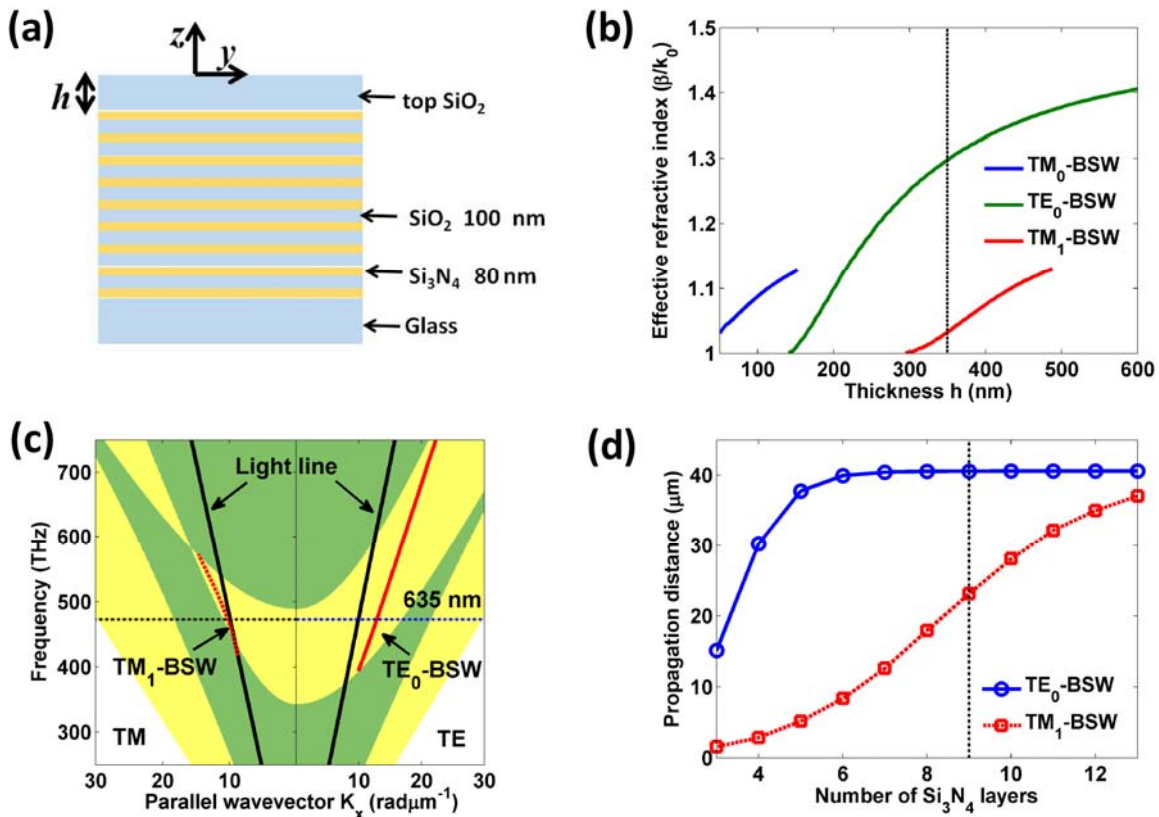 (a)
z
y
h
top SiO₂
SiO₂ 100 nm
Si₃N₄ 80 nm
Glass
(b)
Effective refractive index (β/k₀)
1.4
1.3
1.2
1.1
1
TM₀-BSW
TE₀-BSW
TM₁-BSW
100 200 300 400 500 600
Thickness h (nm)
(c)
Frequency (THz)
700
600
500
400
300
Light line
635 nm
TM₁-BSW
TE₀-BSW
TM
TE
30 20 10 10 20 30
Parallel wavevector Kₓ (radμm⁻¹)
(d)
Propagation distance (μm)
40
30
20
10
0
TE₀-BSW
TM₁-BSW
4 6 8 10 12
Number of Si₃N₄ layers